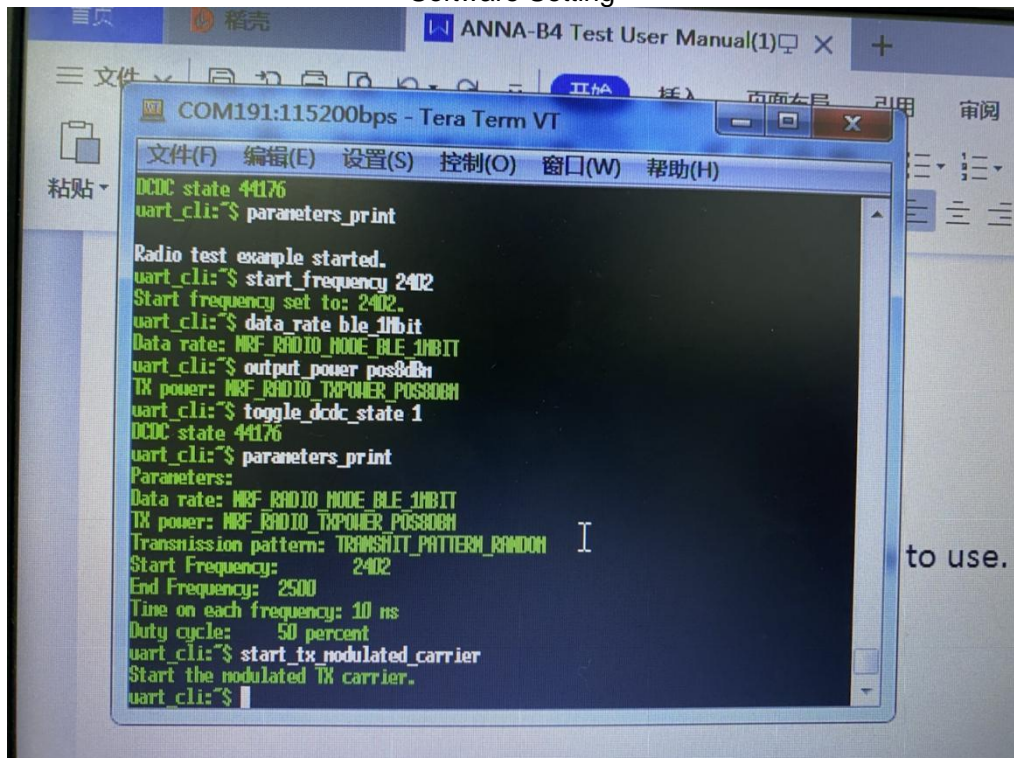 Software Setting
首页 稻壳 ANNA-B4 Test User Manual(1) × +
三 文件 开始 插入 页面布局 引用 审阅
粘贴
COM191:115200bps - Tera Term VT
文件(F) 编辑(E) 设置(S) 控制(O) 窗口(W) 帮助(H)
DCDC state 44176
uart_cli:~$ parameters_print
Radio test example started.
uart_cli:~$ start_frequency 2402
Start frequency set to: 2402.
uart_cli:~$ data_rate ble_1Mbit
Data rate: NRF_RADIO_MODE_BLE_1MBIT
uart_cli:~$ output_power pos8dBm
TX power: NRF_RADIO_TXPOWER_POS8DBM
uart_cli:~$ toggle_dcdc_state 1
DCDC state 44176
uart_cli:~$ parameters_print
Parameters:
Data rate: NRF_RADIO_MODE_BLE_1MBIT
TX power: NRF_RADIO_TXPOWER_POS8DBM
Transmission pattern: TRANSMIT_PATTERN_RANDOM
Start Frequency: 2402
End Frequency: 2500
Time on each frequency: 10 ms
Duty cycle: 50 percent
uart_cli:~$ start_tx_modulated_carrier
Start the modulated TX carrier.
uart_cli:~$
to use.